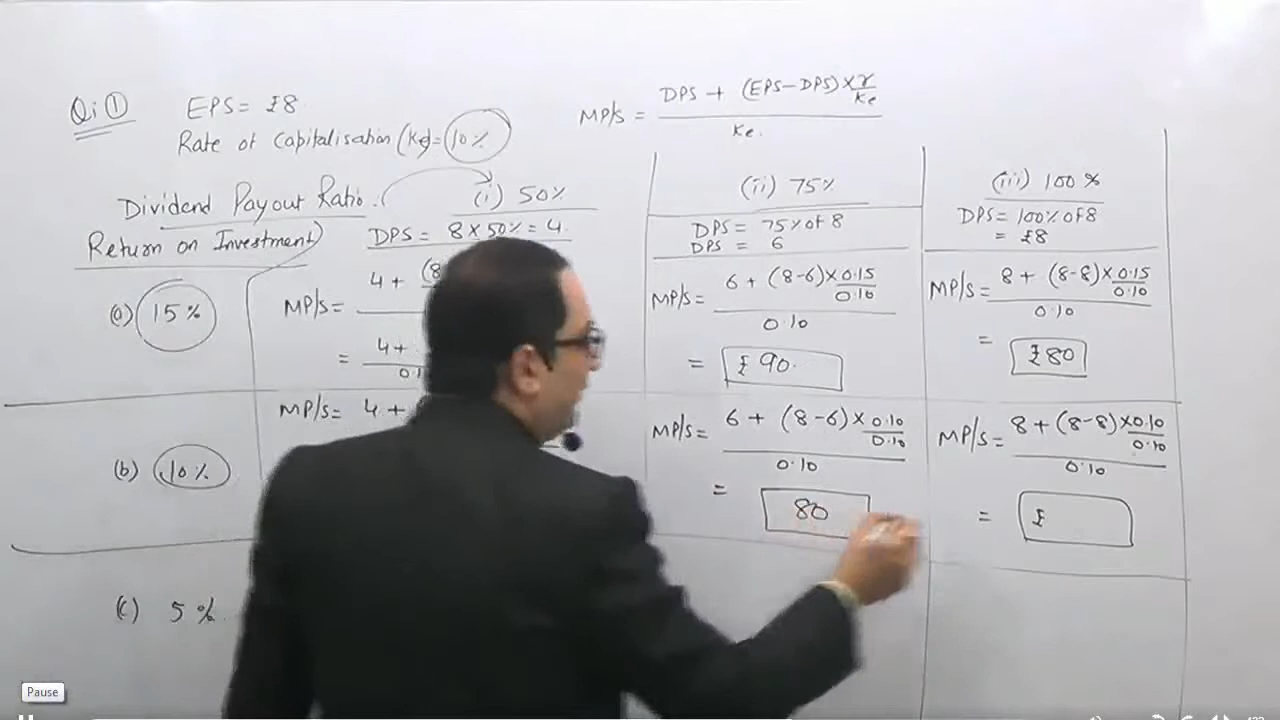 Qi ①
EPS = ₹8
Rate of Capitalisation (Ke) = 10%
MP/S = DPS + (EPS-DPS) × r/Ke
Ke.
Dividend Payout Ratio.
(i) 50%
(ii) 75%
(iii) 100%
Return on Investment)
DPS = 8 × 50% = 4.
DPS = 75% of 8
DPS = 6
DPS = 100% of 8
= ₹8
(a) 15%
MP/S = 4 + (8
= 4 +
0.1
MP/S = 6 + (8-6) × 0.15/0.10
0.10
= ₹90.
MP/S = 8 + (8-8) × 0.15/0.10
0.10
= ₹80
(b) 10%
MP/S = 4 +
MP/S = 6 + (8-6) × 0.10/0.10
0.10
= 80
MP/S = 8 + (8-8) × 0.10/0.10
0.10
= ₹
(c) 5%.
Pause